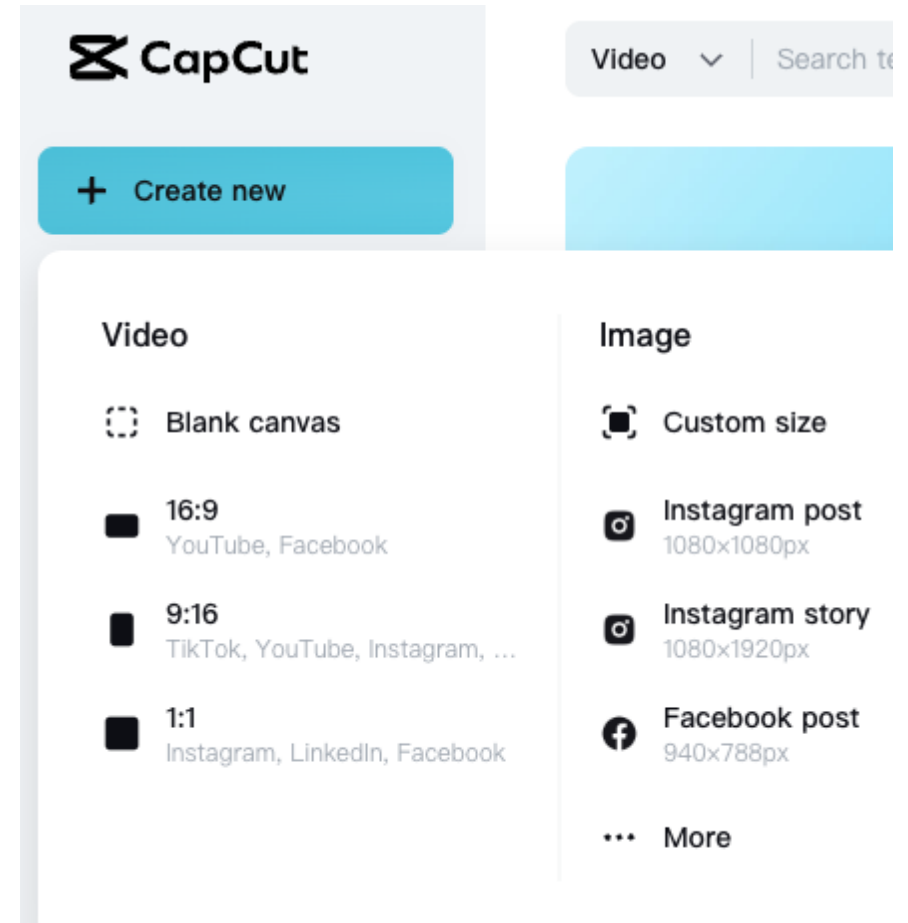 CapCut
Video
Search
Create new
Video
Blank canvas
16:9
YouTube, Facebook
9:16
TikTok, YouTube, Instagram, ...
1:1
Instagram, LinkedIn, Facebook
Image
Custom size
Instagram post
1080×1080px
Instagram story
1080×1920px
Facebook post
940×788px
More